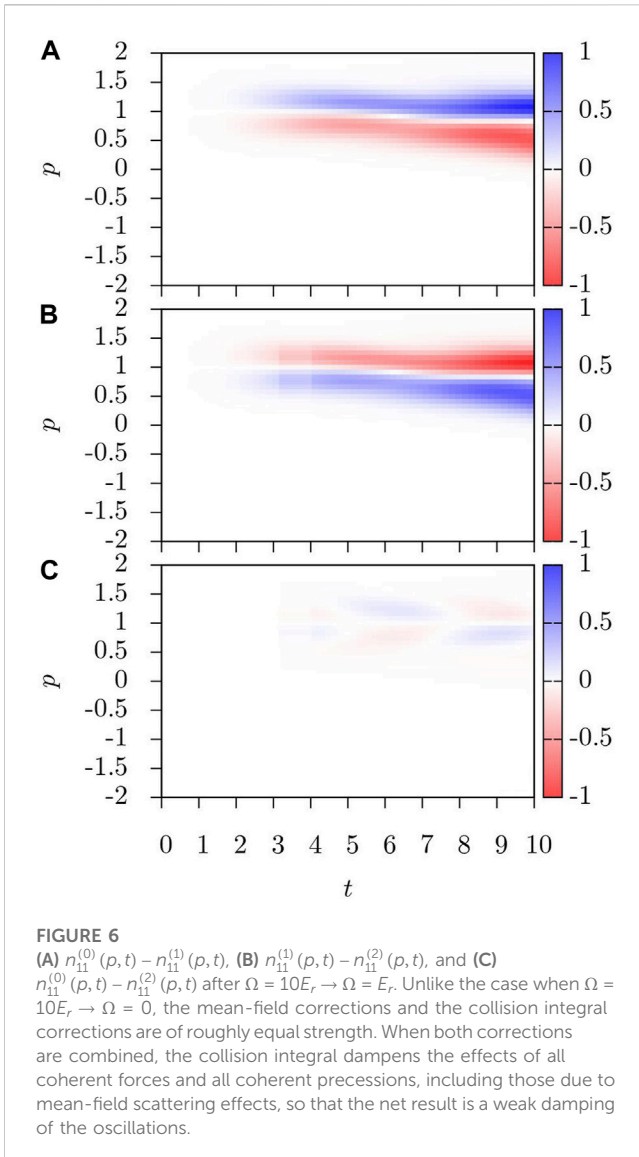 A
2
1.5
1
0.5
0
-0.5
-1
-1.5
-2
p
1
0.5
0
-0.5
-1
B
2
1.5
1
0.5
0
-0.5
-1
-1.5
-2
p
1
0.5
0
-0.5
-1
C
2
1.5
1
0.5
0
-0.5
-1
-1.5
-2
p
1
0.5
0
-0.5
-1
0 1 2 3 4 5 6 7 8 9 10
t
FIGURE 6
(A) n₁₁⁽⁰⁾(p, t) − n₁₁⁽¹⁾(p, t), (B) n₁₁⁽¹⁾(p, t) − n₁₁⁽²⁾(p, t), and (C)
n₁₁⁽⁰⁾(p, t) − n₁₁⁽²⁾(p, t) after Ω = 10Eᵣ → Ω = Eᵣ. Unlike the case when Ω =
10Eᵣ → Ω = 0, the mean-field corrections and the collision integral
corrections are of roughly equal strength. When both corrections
are combined, the collision integral dampens the effects of all
coherent forces and all coherent precessions, including those due to
mean-field scattering effects, so that the net result is a weak damping
of the oscillations.